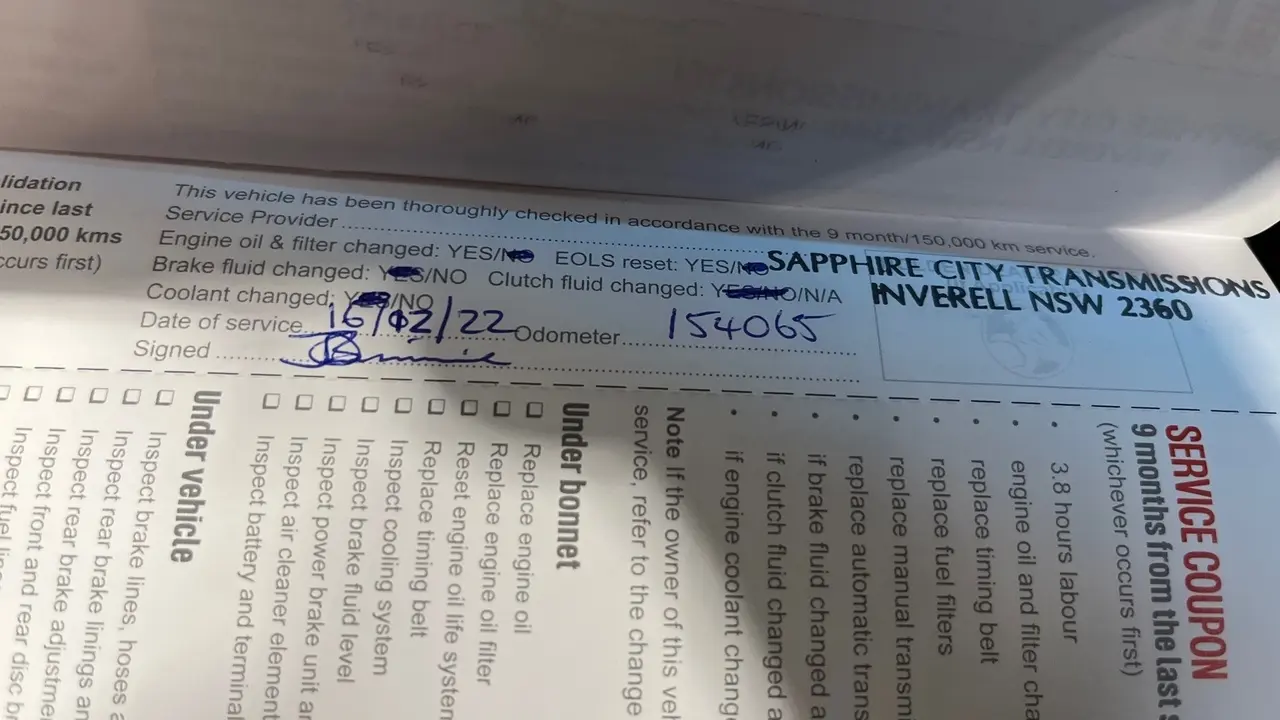 lidation
ince last
50,000 kms
ccurs first)
This vehicle has been thoroughly checked in accordance with the 9 month/150,000 km service.
Service Provider
Engine oil & filter changed: YES/NO EOLS reset: YES/NO
Brake fluid changed: YES/NO Clutch fluid changed: YES/NO/N/A
Coolant changed: YES/NO
Date of service 16/02/22 Odometer 154065
Signed
SAPPHIRE CITY TRANSMISSIONS
INVERELL NSW 2360
SERVICE COUPON
9 months from the last s
(whichever occurs first)
• 3.8 hours labour
• engine oil and filter cha
• replace timing belt
• replace fuel filters
• replace manual transmi
• replace automatic trans
• if brake fluid changed a
• if clutch fluid changed a
• if engine coolant change
Note If the owner of this veh
service, refer to the change
Under bonnet
☐ Replace engine oil
☐ Replace engine oil filter
☐ Reset engine oil life system
☐ Replace timing belt
☐ Inspect cooling system
☐ Inspect brake fluid level
☐ Inspect power brake unit an
☐ Inspect air cleaner element
☐ Inspect battery and terminal
Under vehicle
☐ Inspect brake lines, hoses a
☐ Inspect rear brake linings an
☐ Inspect rear brake adjustme
☐ Inspect front and rear disc br
☐ Inspect fuel lines